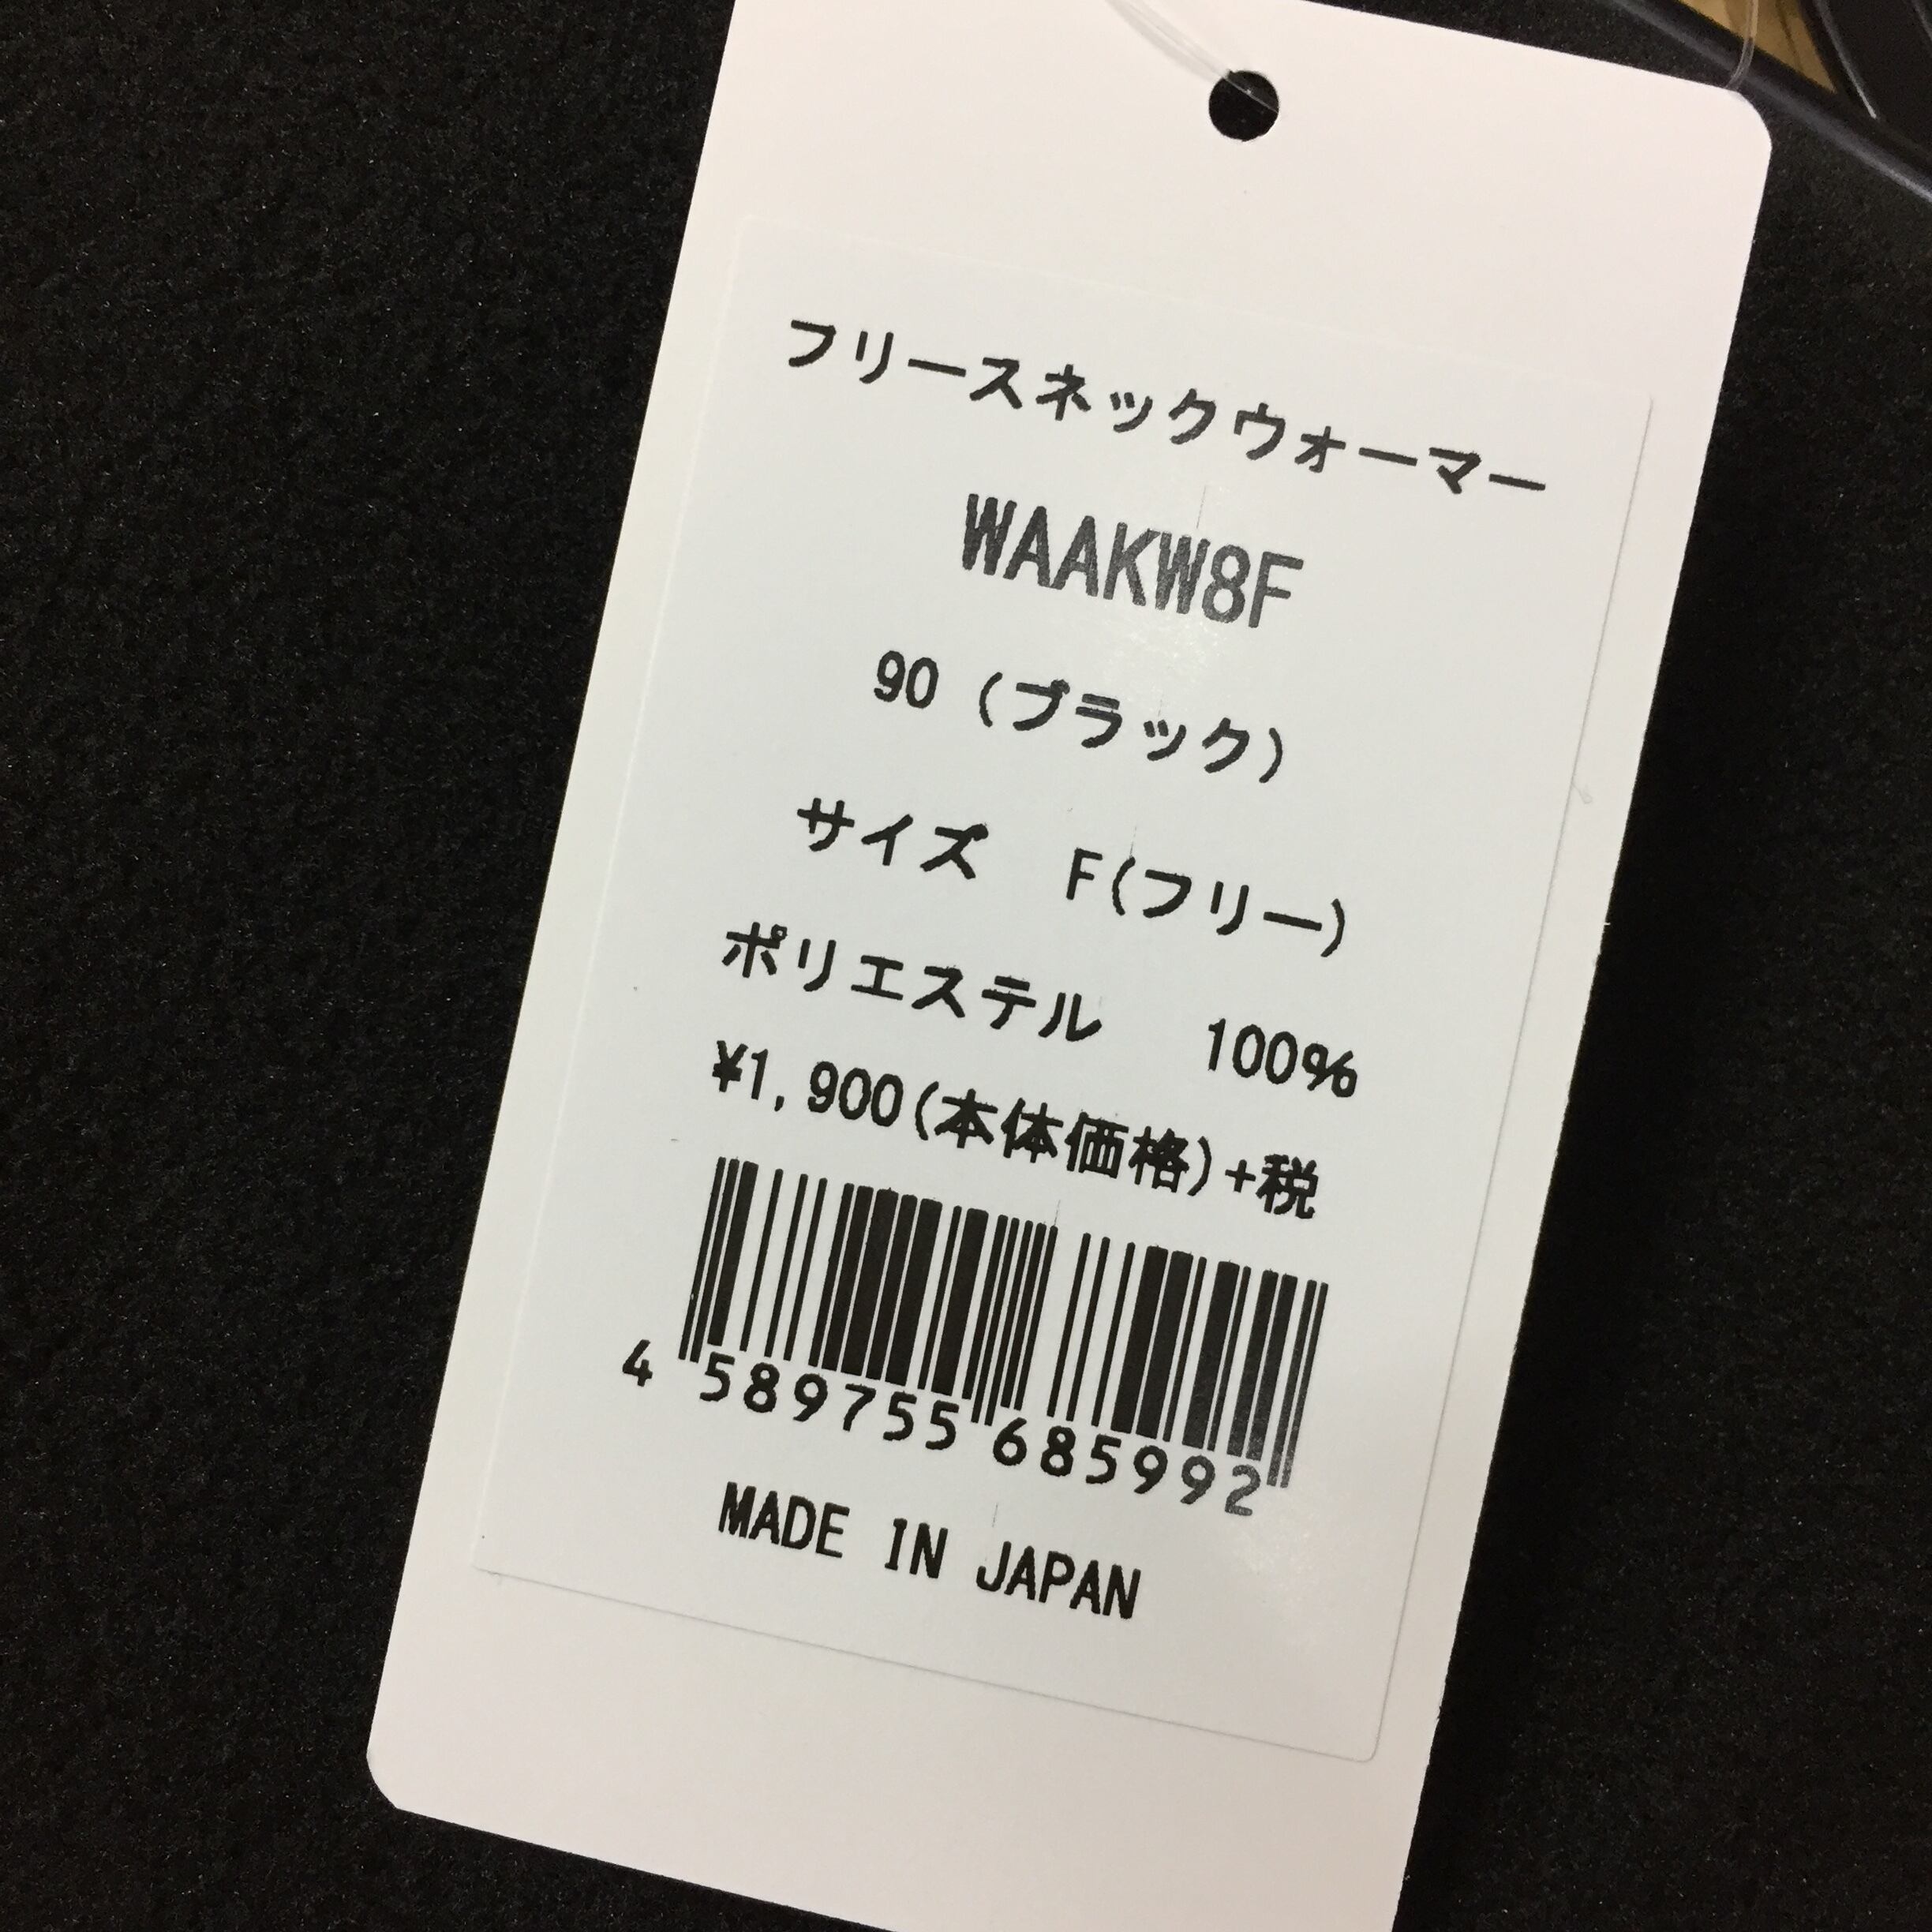 フリースネックウォーマー
WAAKW8F
90（ブラック）
サイズ　F(フリー)
ポリエステル　100%
¥1,900(本体価格)+税
4 589755 685992
MADE IN JAPAN